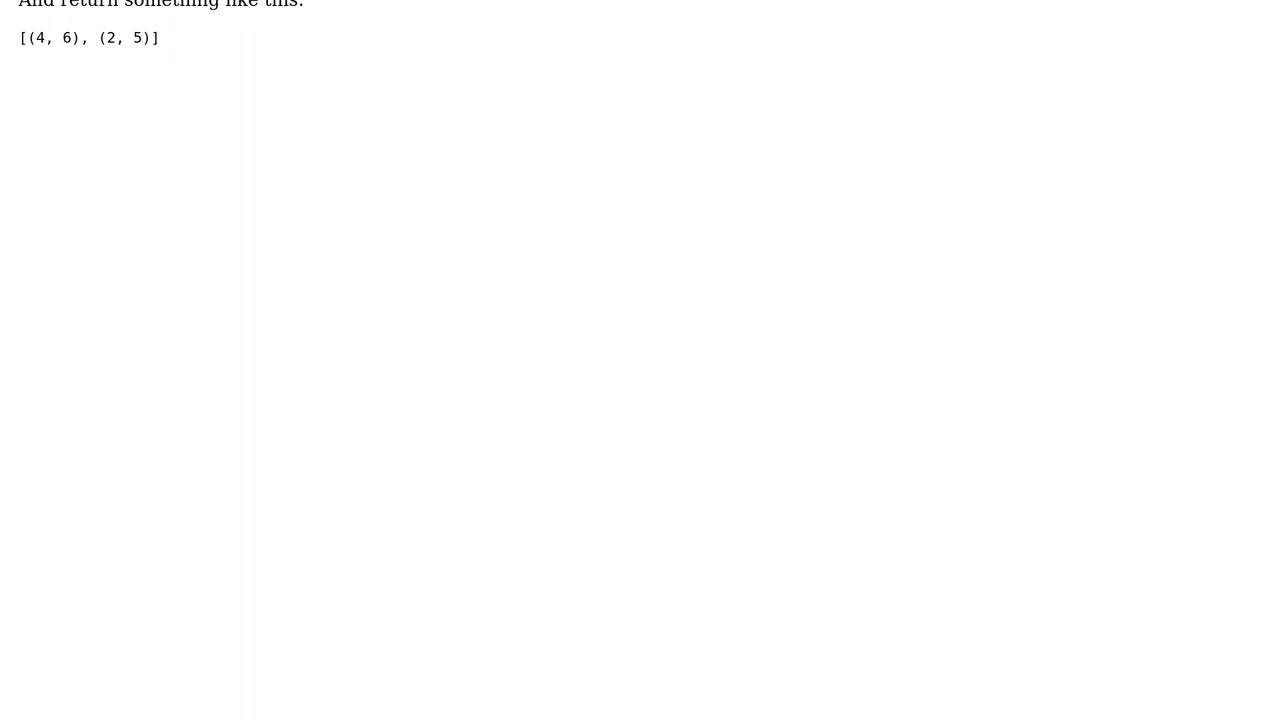 And return something like this:
[(4, 6), (2, 5)]